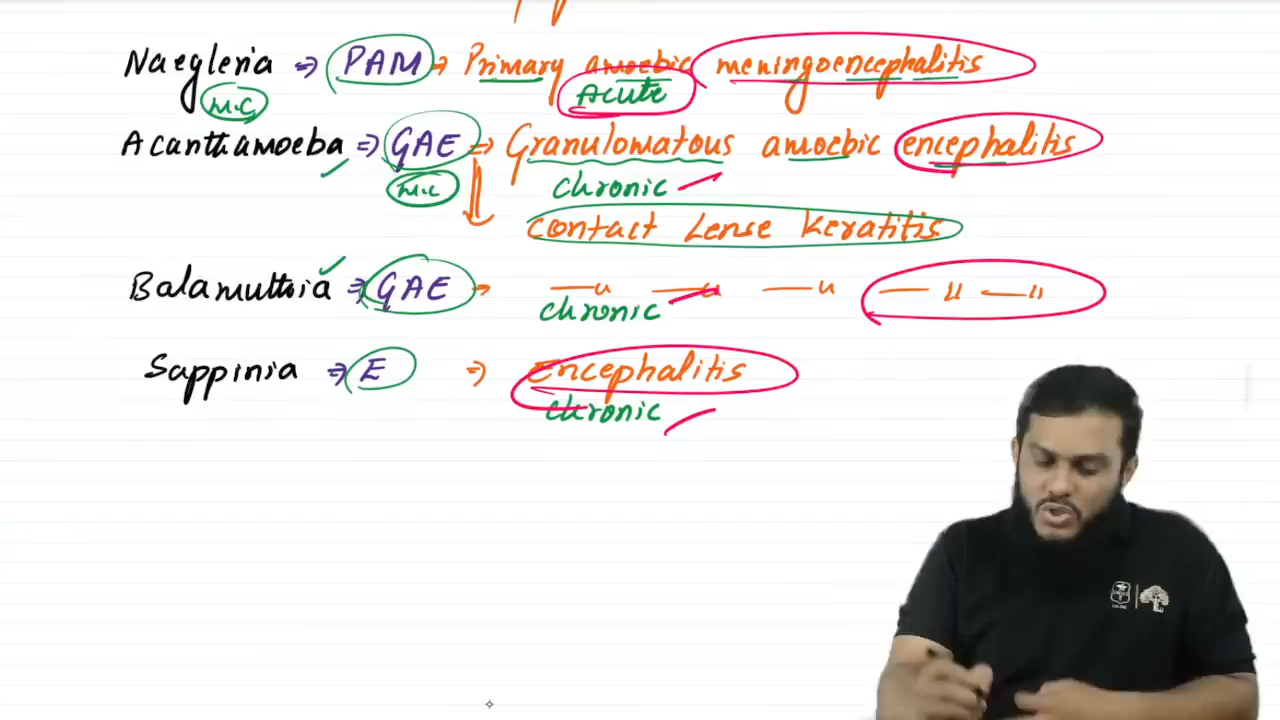 Naegleria ⇒ PAM → Primary amoebic meningoencephalitis
M.C Acute
Acanthamoeba ⇒ GAE ⇒ Granulomatous amoebic encephalitis
M.C chronic
contact Lense Keratitis
Balamuthia ⇒ GAE → —〃 —〃 —〃 —〃 —〃
chronic
Sappinia ⇒ E ⇒ Encephalitis
chronic